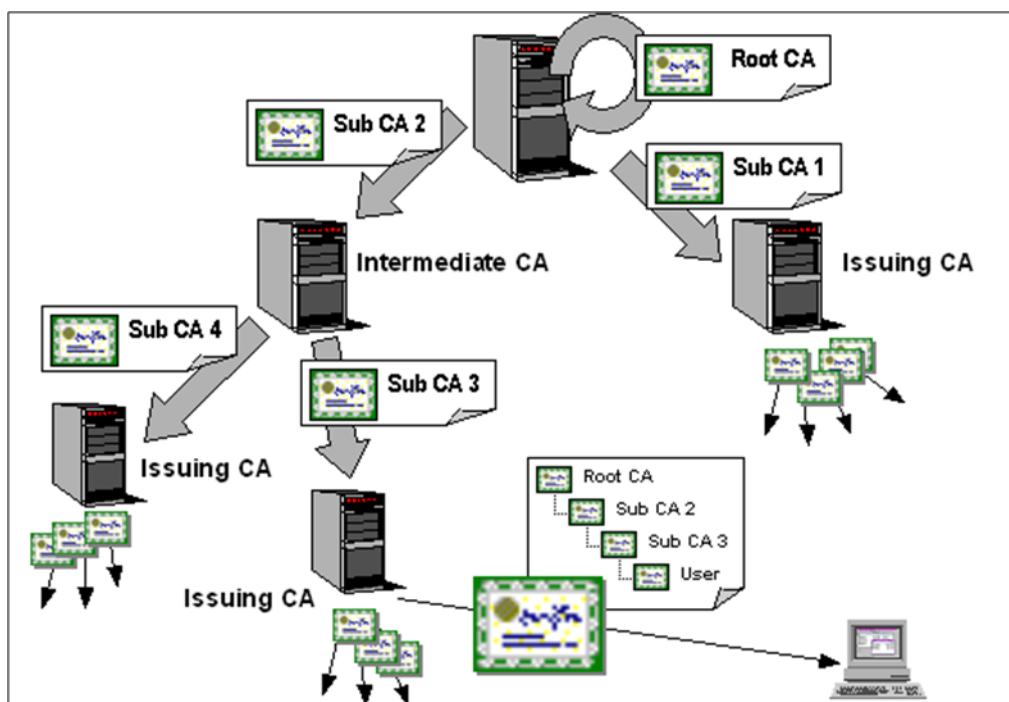 Root CA
Sub CA 2
Sub CA 1
Intermediate CA
Issuing CA
Sub CA 4
Sub CA 3
Issuing CA
Root CA
Sub CA 2
Sub CA 3
User
Issuing CA